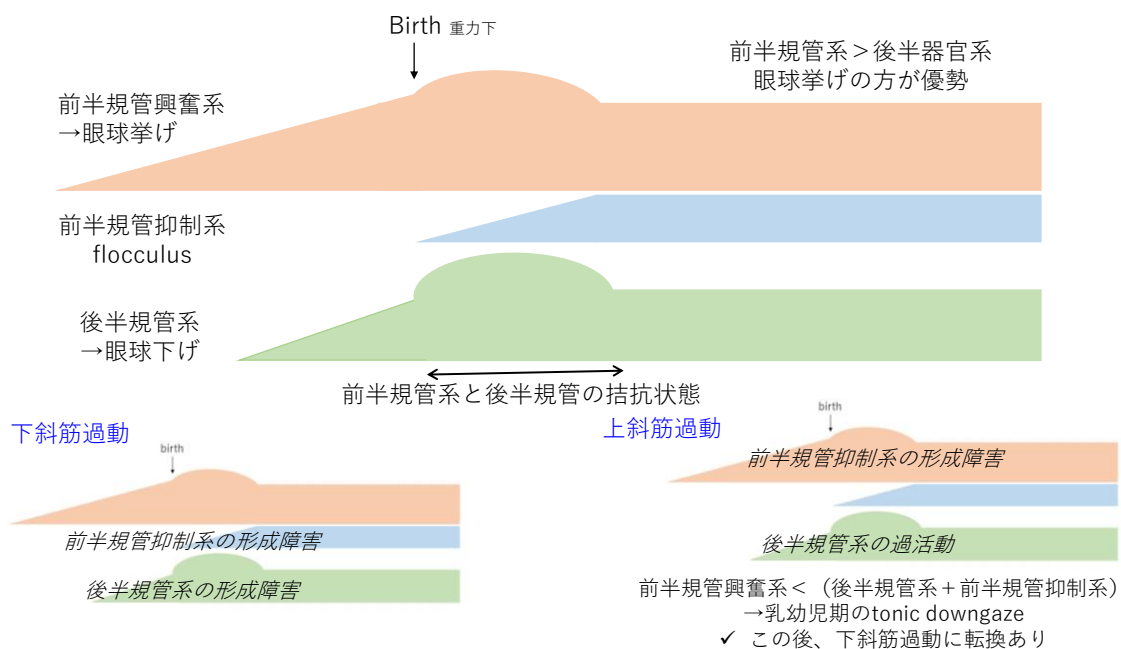 Birth 重力下
前半規管系＞後半器官系
眼球挙げの方が優勢
前半規管興奮系
→眼球挙げ
前半規管抑制系
flocculus
後半規管系
→眼球下げ
前半規管系と後半規管の拮抗状態
下斜筋過動
birth
前半規管抑制系の形成障害
後半規管系の形成障害
上斜筋過動
birth
前半規管抑制系の形成障害
後半規管系の過活動
前半規管興奮系＜（後半規管系＋前半規管抑制系）
→乳幼児期のtonic downgaze
✓ この後、下斜筋過動に転換あり